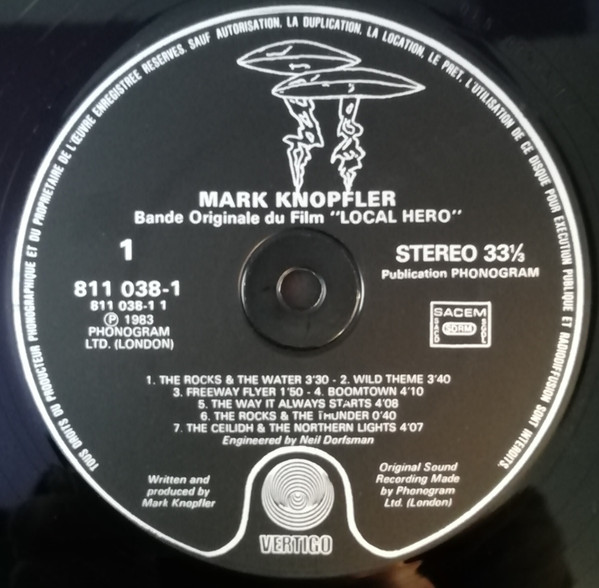 TOUS DROITS DU PRODUCTEUR PHONOGRAPHIQUE ET DU PROPRIETAIRE DE L'ŒUVRE ENREGISTREE RESERVES. SAUF AUTORISATION, LA DUPLICATION, LA LOCATION, LE PRET, L'UTILISATION DE CE DISQUE POUR EXECUTION PUBLIQUE ET RADIODIFFUSION SONT INTERDITS.
MARK KNOPFLER
Bande Originale du Film "LOCAL HERO"
1
STEREO 33⅓
Publication PHONOGRAM
811 038-1
811 038-1 1
Ⓟ 1983
PHONOGRAM
LTD. (LONDON)
SACEM
SACD SDRM SCGL
1. THE ROCKS & THE WATER 3'30 - 2. WILD THEME 3'40
3. FREEWAY FLYER 1'50 - 4. BOOMTOWN 4'10
5. THE WAY IT ALWAYS STARTS 4'08
6. THE ROCKS & THE THUNDER 0'40
7. THE CEILIDH & THE NORTHERN LIGHTS 4'07
Engineered by Neil Dorfsman
Written and
produced by
Mark Knopfler
Original Sound
Recording Made
by Phonogram
Ltd. (London)
VERTIGO